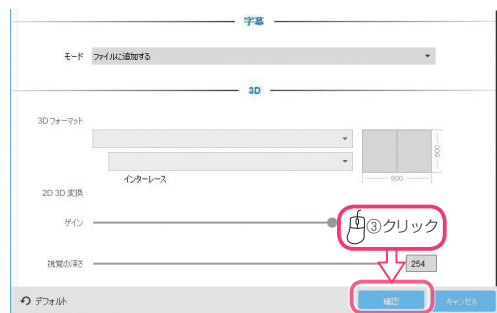 字幕
モード ファイルに追加する
3D
3Dフォーマット
インターレース
800
600
2D 3D 変換
ゲイン
③クリック
視覚の深さ 254
デフォルト 確認 キャンセル